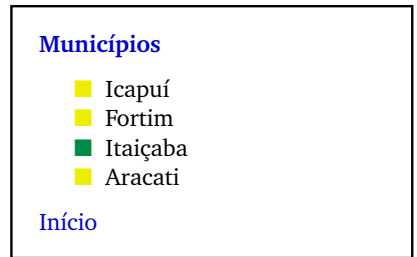 Municípios
Icapuí
Fortim
Itaiçaba
Aracati
Início